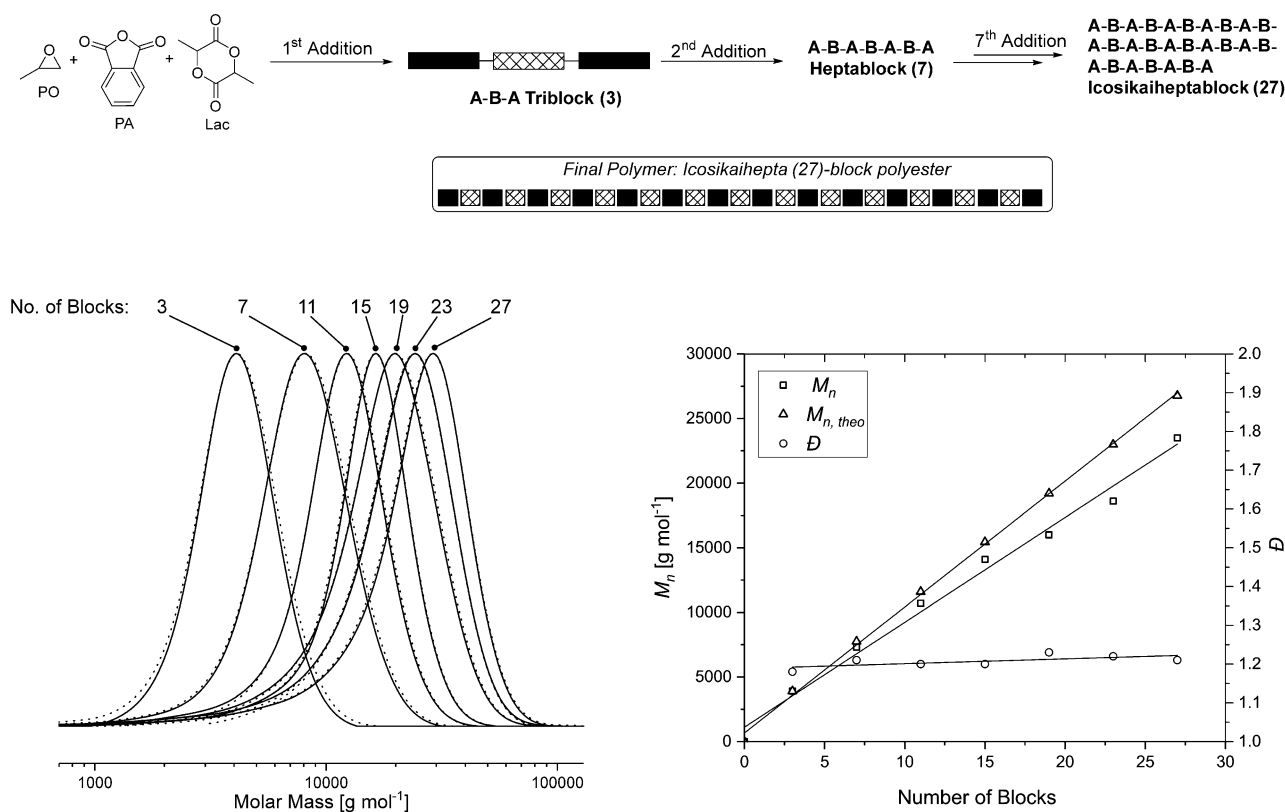 O
O
O
O
PO
+
PA
+
O
O
O
O
Lac
1st Addition
A-B-A Triblock (3)
2nd Addition
A-B-A-B-A-B-A
Heptablock (7)
7th Addition
A-B-A-B-A-B-A-B-A-B-
A-B-A-B-A-B-A-B-A-B-
A-B-A-B-A-B-A
Icosikaiheptablock (27)
Final Polymer: Icosikaihepta (27)-block polyester
No. of Blocks: 3 7 11 15 19 23 27
1000 10000 100000
Molar Mass [g mol-1]
Mn
Mn, theo
Đ
30000
25000
20000
15000
10000
5000
0
Mn [g mol-1]
2.0
1.9
1.8
1.7
1.6
1.5
1.4
1.3
1.2
1.1
1.0
Đ
0 5 10 15 20 25 30
Number of Blocks